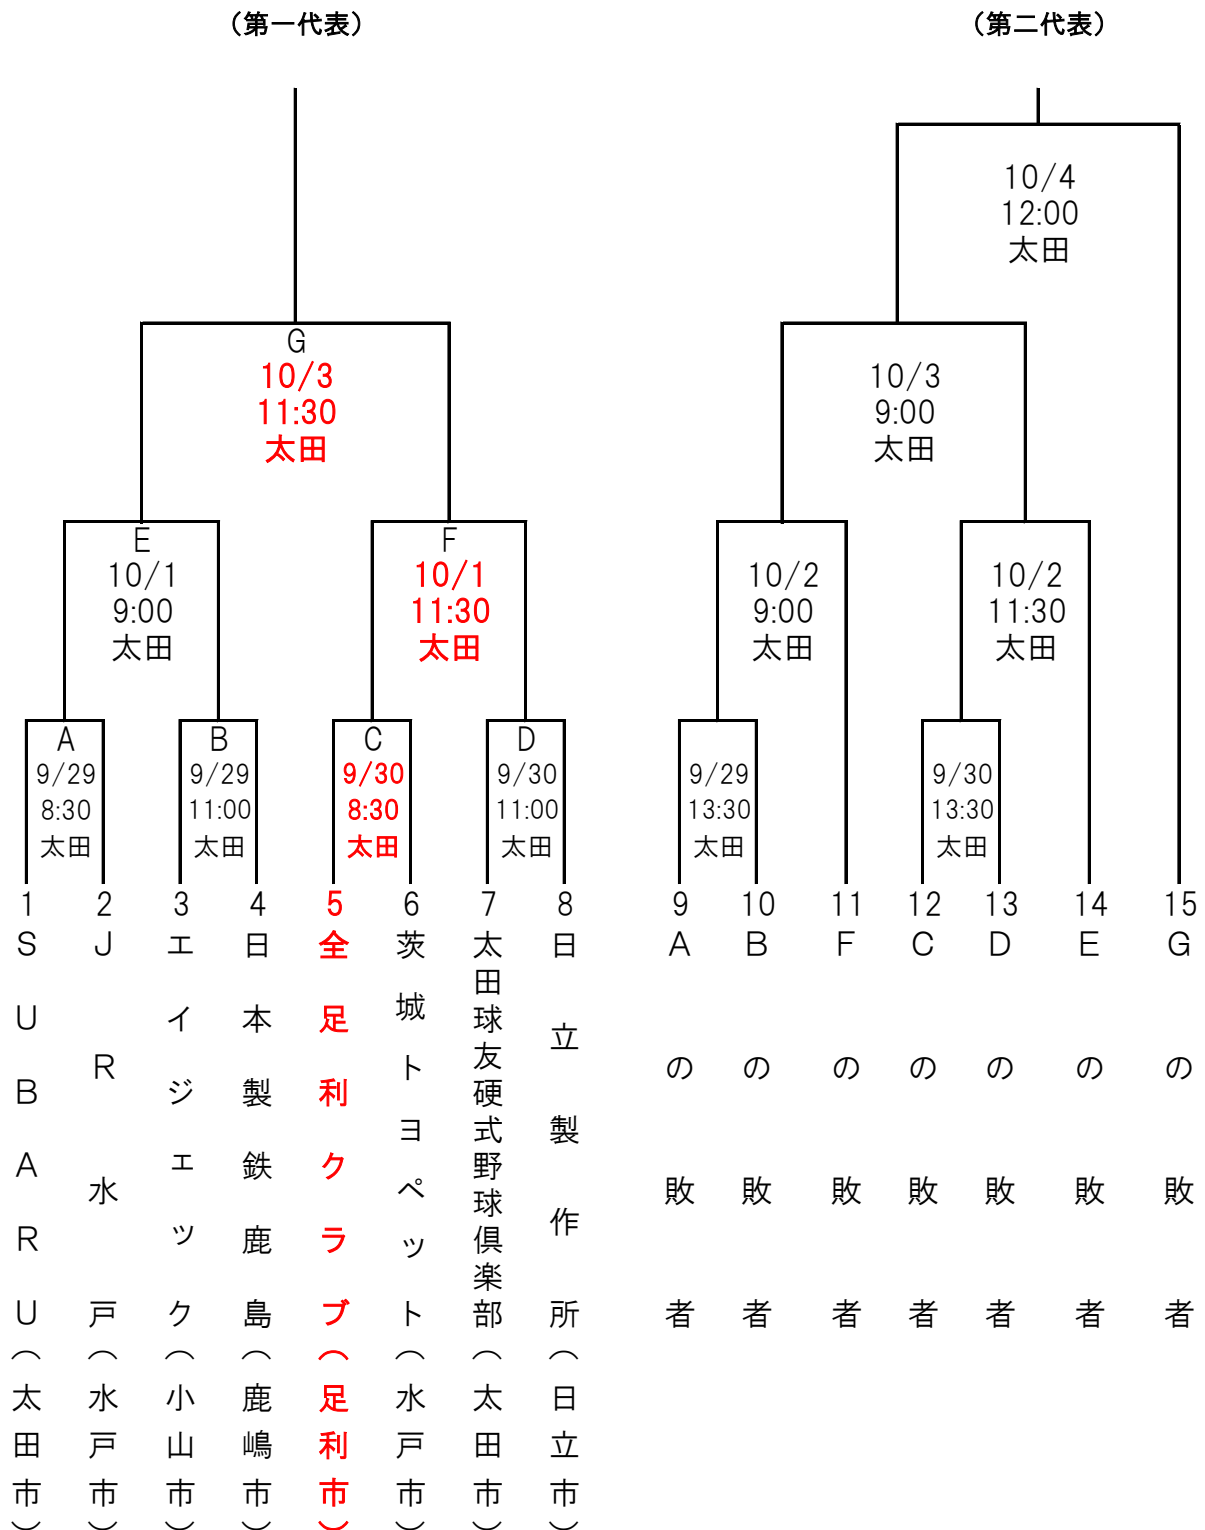 （第一代表）
（第二代表）
10/4
12:00
太田
G
10/3
11:30
太田
10/3
9:00
太田
E
10/1
9:00
太田
F
10/1
11:30
太田
10/2
9:00
太田
10/2
11:30
太田
A
9/29
8:30
太田
B
9/29
11:00
太田
C
9/30
8:30
太田
D
9/30
11:00
太田
9/29
13:30
太田
9/30
13:30
太田
1
SUBARU（太田市）
2
JR水戸（水戸市）
3
エイジェック（小山市）
4
日本製鉄鹿島（鹿嶋市）
5
全足利クラブ（足利市）
6
茨城トヨペット（水戸市）
7
太田球友硬式野球倶楽部（太田市）
8
日立製作所（日立市）
9
Aの敗者
10
Bの敗者
11
Fの敗者
12
Cの敗者
13
Dの敗者
14
Eの敗者
15
Gの敗者